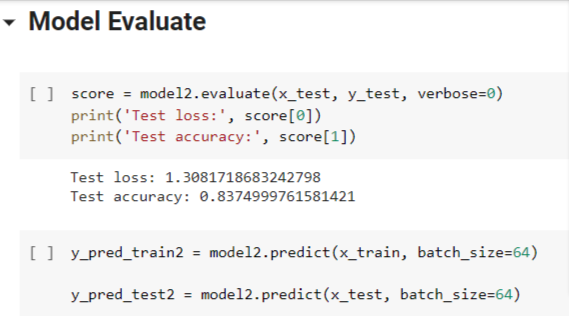 Model Evaluate
[ ] score = model2.evaluate(x_test, y_test, verbose=0)
print('Test loss:', score[0])
print('Test accuracy:', score[1])
Test loss: 1.3081718683242798
Test accuracy: 0.8374999761581421
[ ] y_pred_train2 = model2.predict(x_train, batch_size=64)
y_pred_test2 = model2.predict(x_test, batch_size=64)